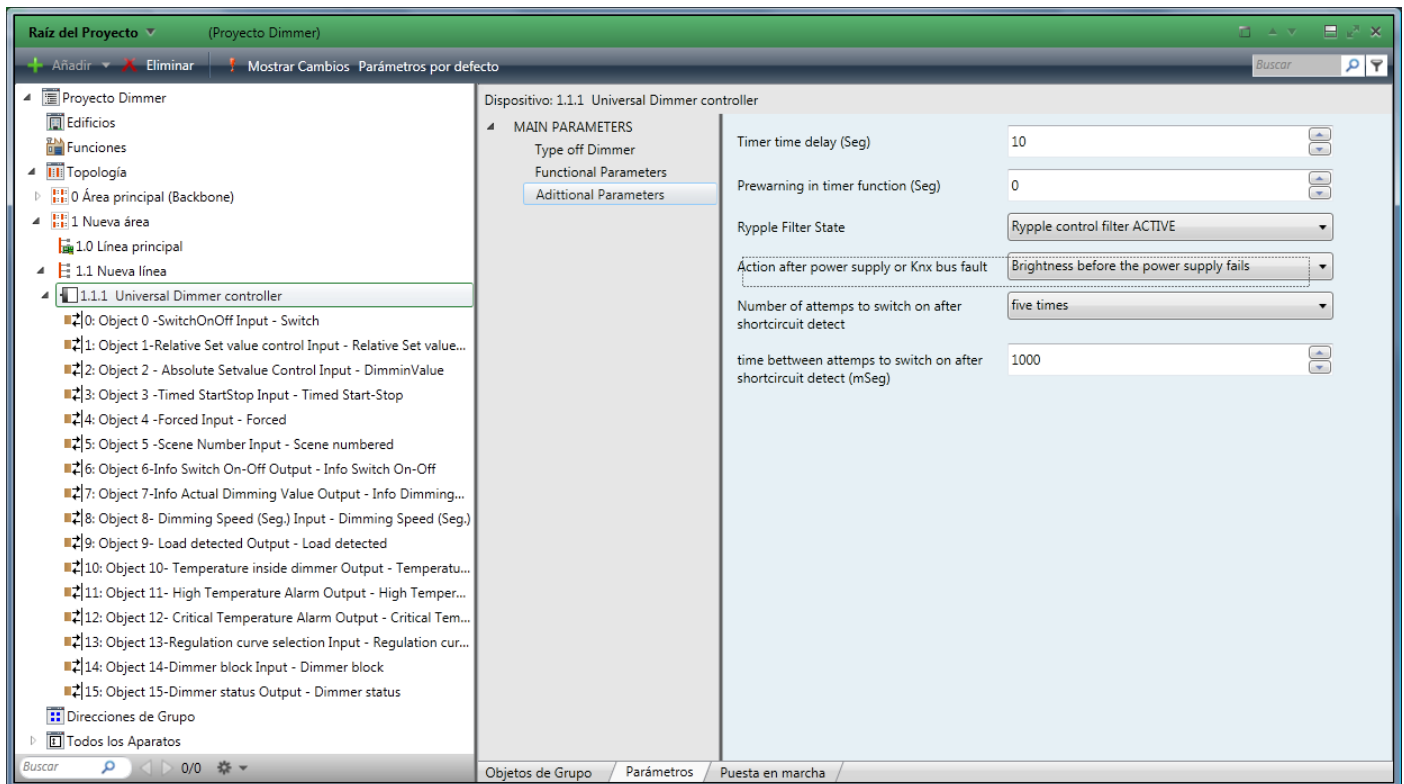 Raíz del Proyecto (Proyecto Dimmer)
Añadir Eliminar Mostrar Cambios Parámetros por defecto Buscar
Proyecto Dimmer
Edificios
Funciones
Topología
0 Área principal (Backbone)
1 Nueva área
1.0 Línea principal
1.1 Nueva línea
1.1.1 Universal Dimmer controller
0: Object 0 -SwitchOnOff Input - Switch
1: Object 1-Relative Set value control Input - Relative Set value...
2: Object 2 - Absolute Setvalue Control Input - DimminValue
3: Object 3 -Timed StartStop Input - Timed Start-Stop
4: Object 4 -Forced Input - Forced
5: Object 5 -Scene Number Input - Scene numbered
6: Object 6-Info Switch On-Off Output - Info Switch On-Off
7: Object 7-Info Actual Dimming Value Output - Info Dimming...
8: Object 8- Dimming Speed (Seg.) Input - Dimming Speed (Seg.)
9: Object 9- Load detected Output - Load detected
10: Object 10- Temperature inside dimmer Output - Temperatu...
11: Object 11- High Temperature Alarm Output - High Temper...
12: Object 12- Critical Temperature Alarm Output - Critical Tem...
13: Object 13-Regulation curve selection Input - Regulation cur...
14: Object 14-Dimmer block Input - Dimmer block
15: Object 15-Dimmer status Output - Dimmer status
Direcciones de Grupo
Todos los Aparatos
Buscar 0/0
Dispositivo: 1.1.1 Universal Dimmer controller
MAIN PARAMETERS
Type off Dimmer
Functional Parameters
Adittional Parameters
Timer time delay (Seg) 10
Prewarning in timer function (Seg) 0
Rypple Filter State Rypple control filter ACTIVE
Action after power supply or Knx bus fault Brightness before the power supply fails
Number of attemps to switch on after five times
shortcircuit detect
time bettween attemps to switch on after 1000
shortcircuit detect (mSeg)
Objetos de Grupo Parámetros Puesta en marcha